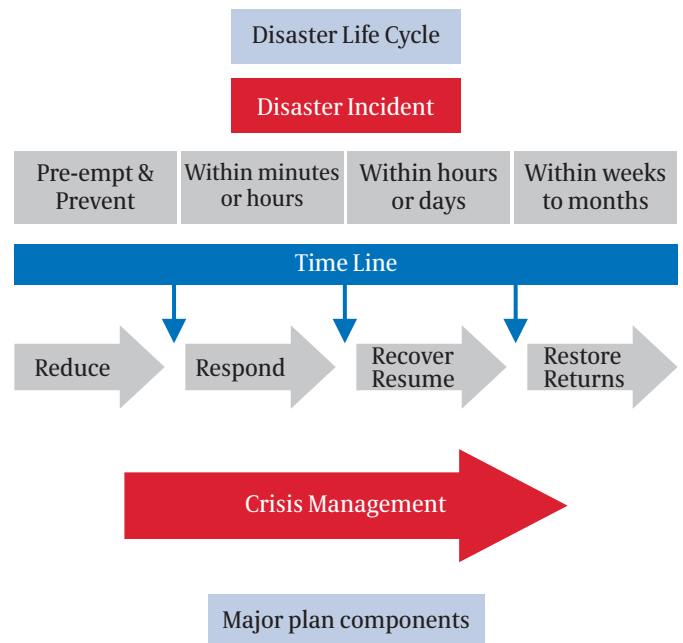 Disaster Life Cycle
Disaster Incident
Pre-empt &
Prevent
Within minutes
or hours
Within hours
or days
Within weeks
to months
Time Line
Reduce
Respond
Recover
Resume
Restore
Returns
Crisis Management
Major plan components